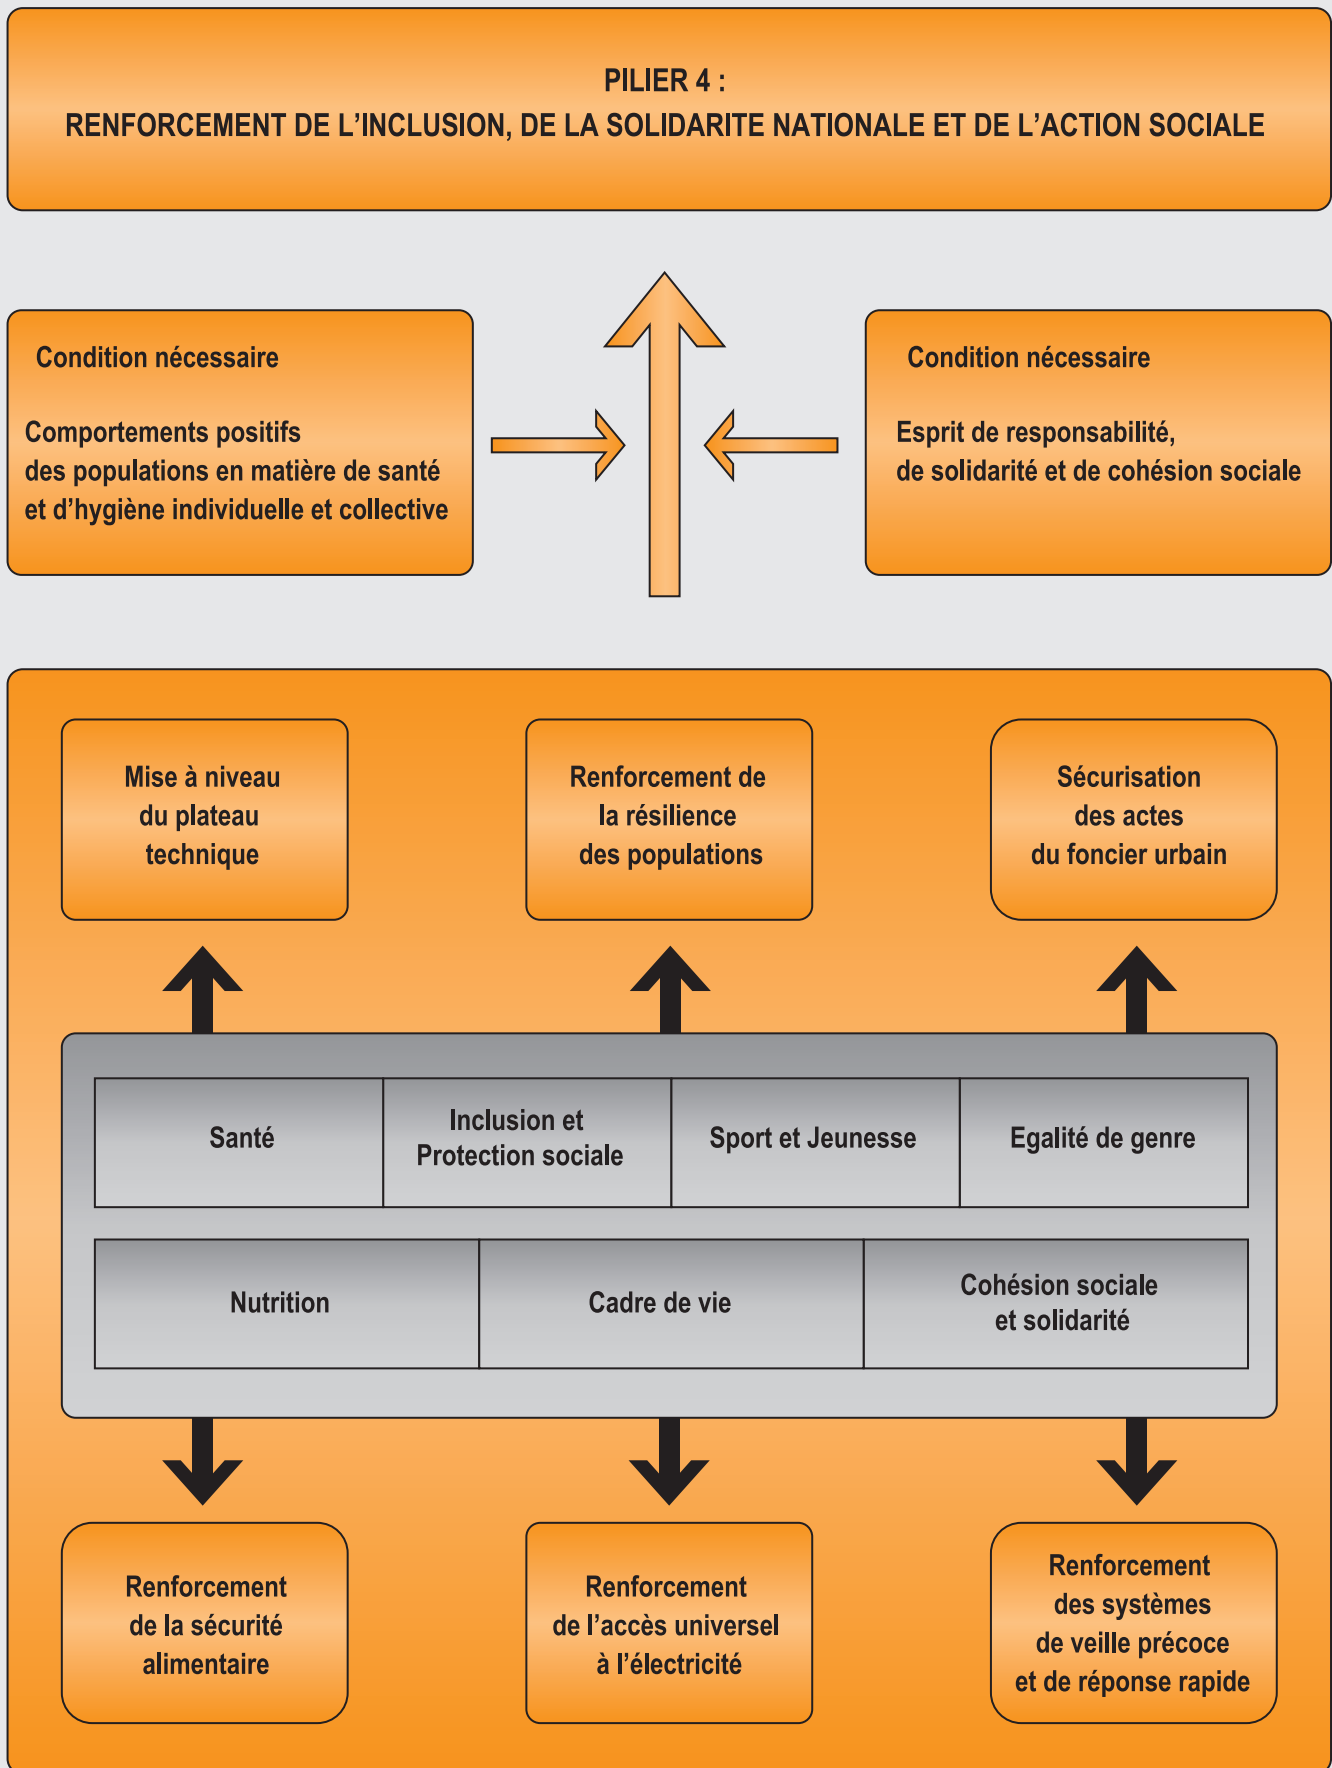 PILIER 4 :
RENFORCEMENT DE L’INCLUSION, DE LA SOLIDARITE NATIONALE ET DE L’ACTION SOCIALE
Condition nécessaire
Comportements positifs
des populations en matière de santé
et d’hygiène individuelle et collective
Condition nécessaire
Esprit de responsabilité,
de solidarité et de cohésion sociale
Mise à niveau
du plateau
technique
Renforcement de
la résilience
des populations
Sécurisation
des actes
du foncier urbain
Santé
Inclusion et
Protection sociale
Sport et Jeunesse
Egalité de genre
Nutrition
Cadre de vie
Cohésion sociale
et solidarité
Renforcement
de la sécurité
alimentaire
Renforcement
de l’accès universel
à l’électricité
Renforcement
des systèmes
de veille précoce
et de réponse rapide